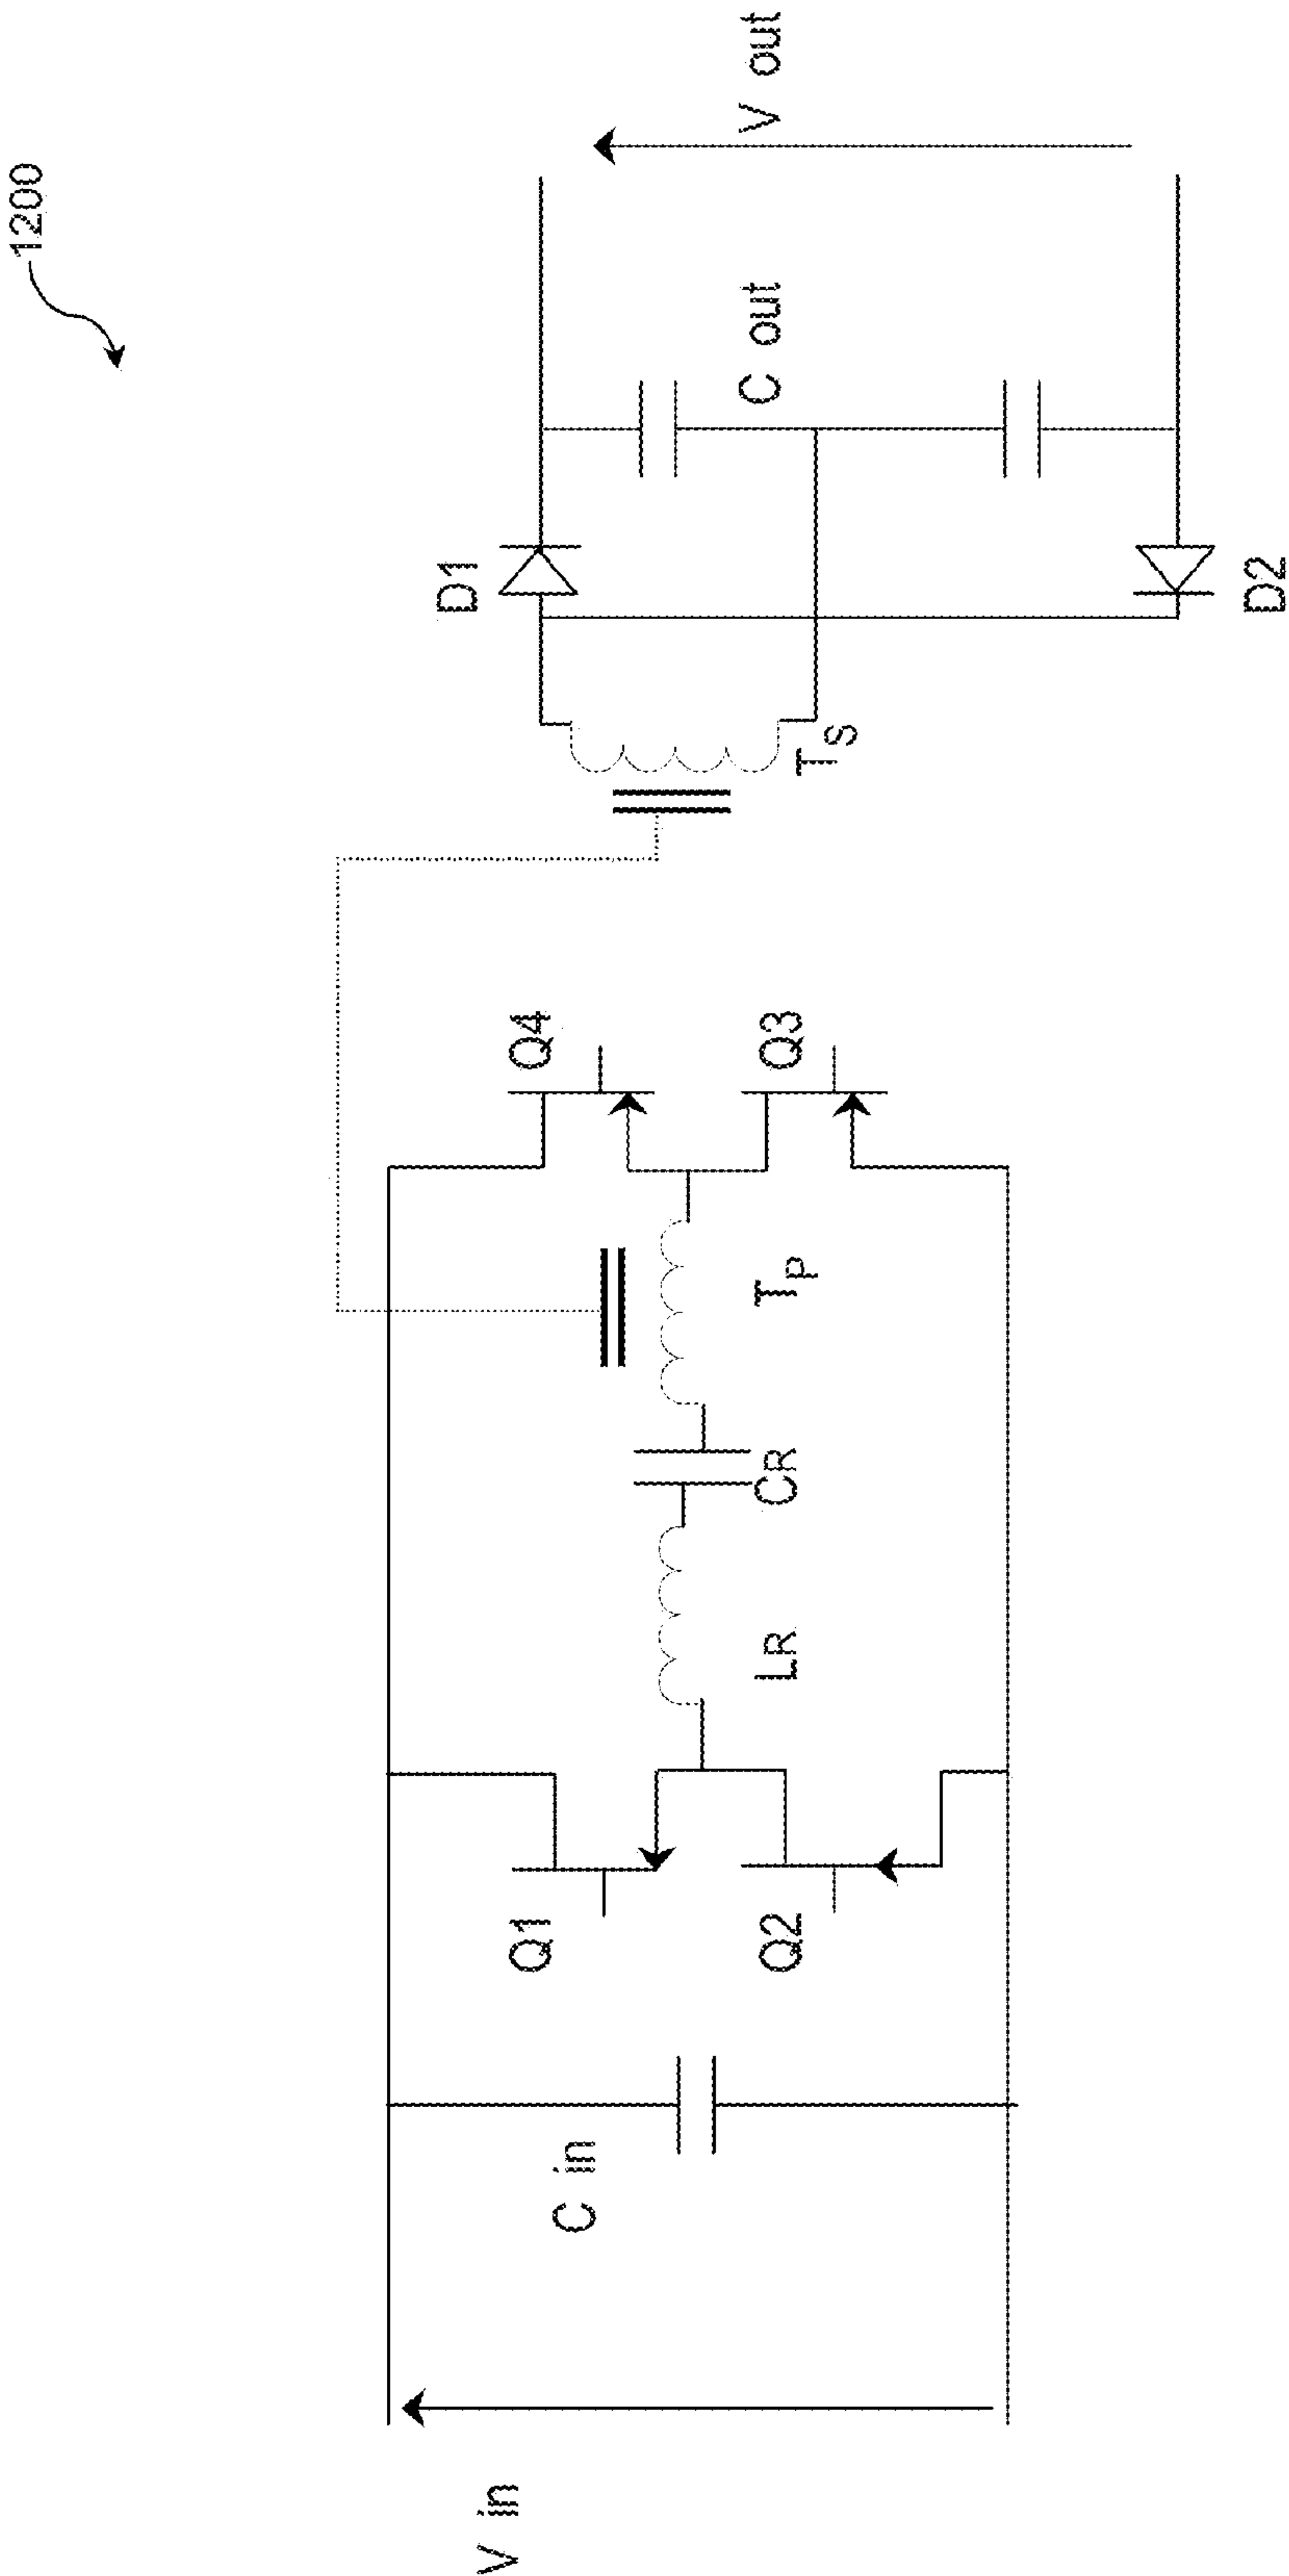 1200
V in
C in
Q1
Q2
LR
CR
TP
Q4
Q3
TS
D1
D2
C out
V out